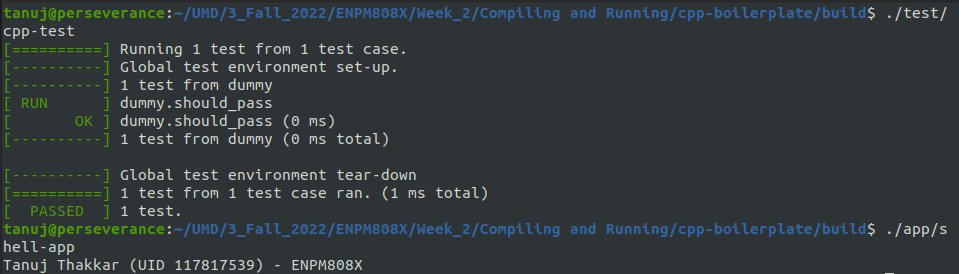 tanuj@perseverance:~/UMD/3_Fall_2022/ENPM808X/Week_2/Compiling and Running/cpp-boilerplate/build$ ./test/
cpp-test
[==========] Running 1 test from 1 test case.
[----------] Global test environment set-up.
[----------] 1 test from dummy
[ RUN      ] dummy.should_pass
[       OK ] dummy.should_pass (0 ms)
[----------] 1 test from dummy (0 ms total)

[----------] Global test environment tear-down
[==========] 1 test from 1 test case ran. (1 ms total)
[  PASSED  ] 1 test.
tanuj@perseverance:~/UMD/3_Fall_2022/ENPM808X/Week_2/Compiling and Running/cpp-boilerplate/build$ ./app/s
hell-app
Tanuj Thakkar (UID 117817539) - ENPM808X